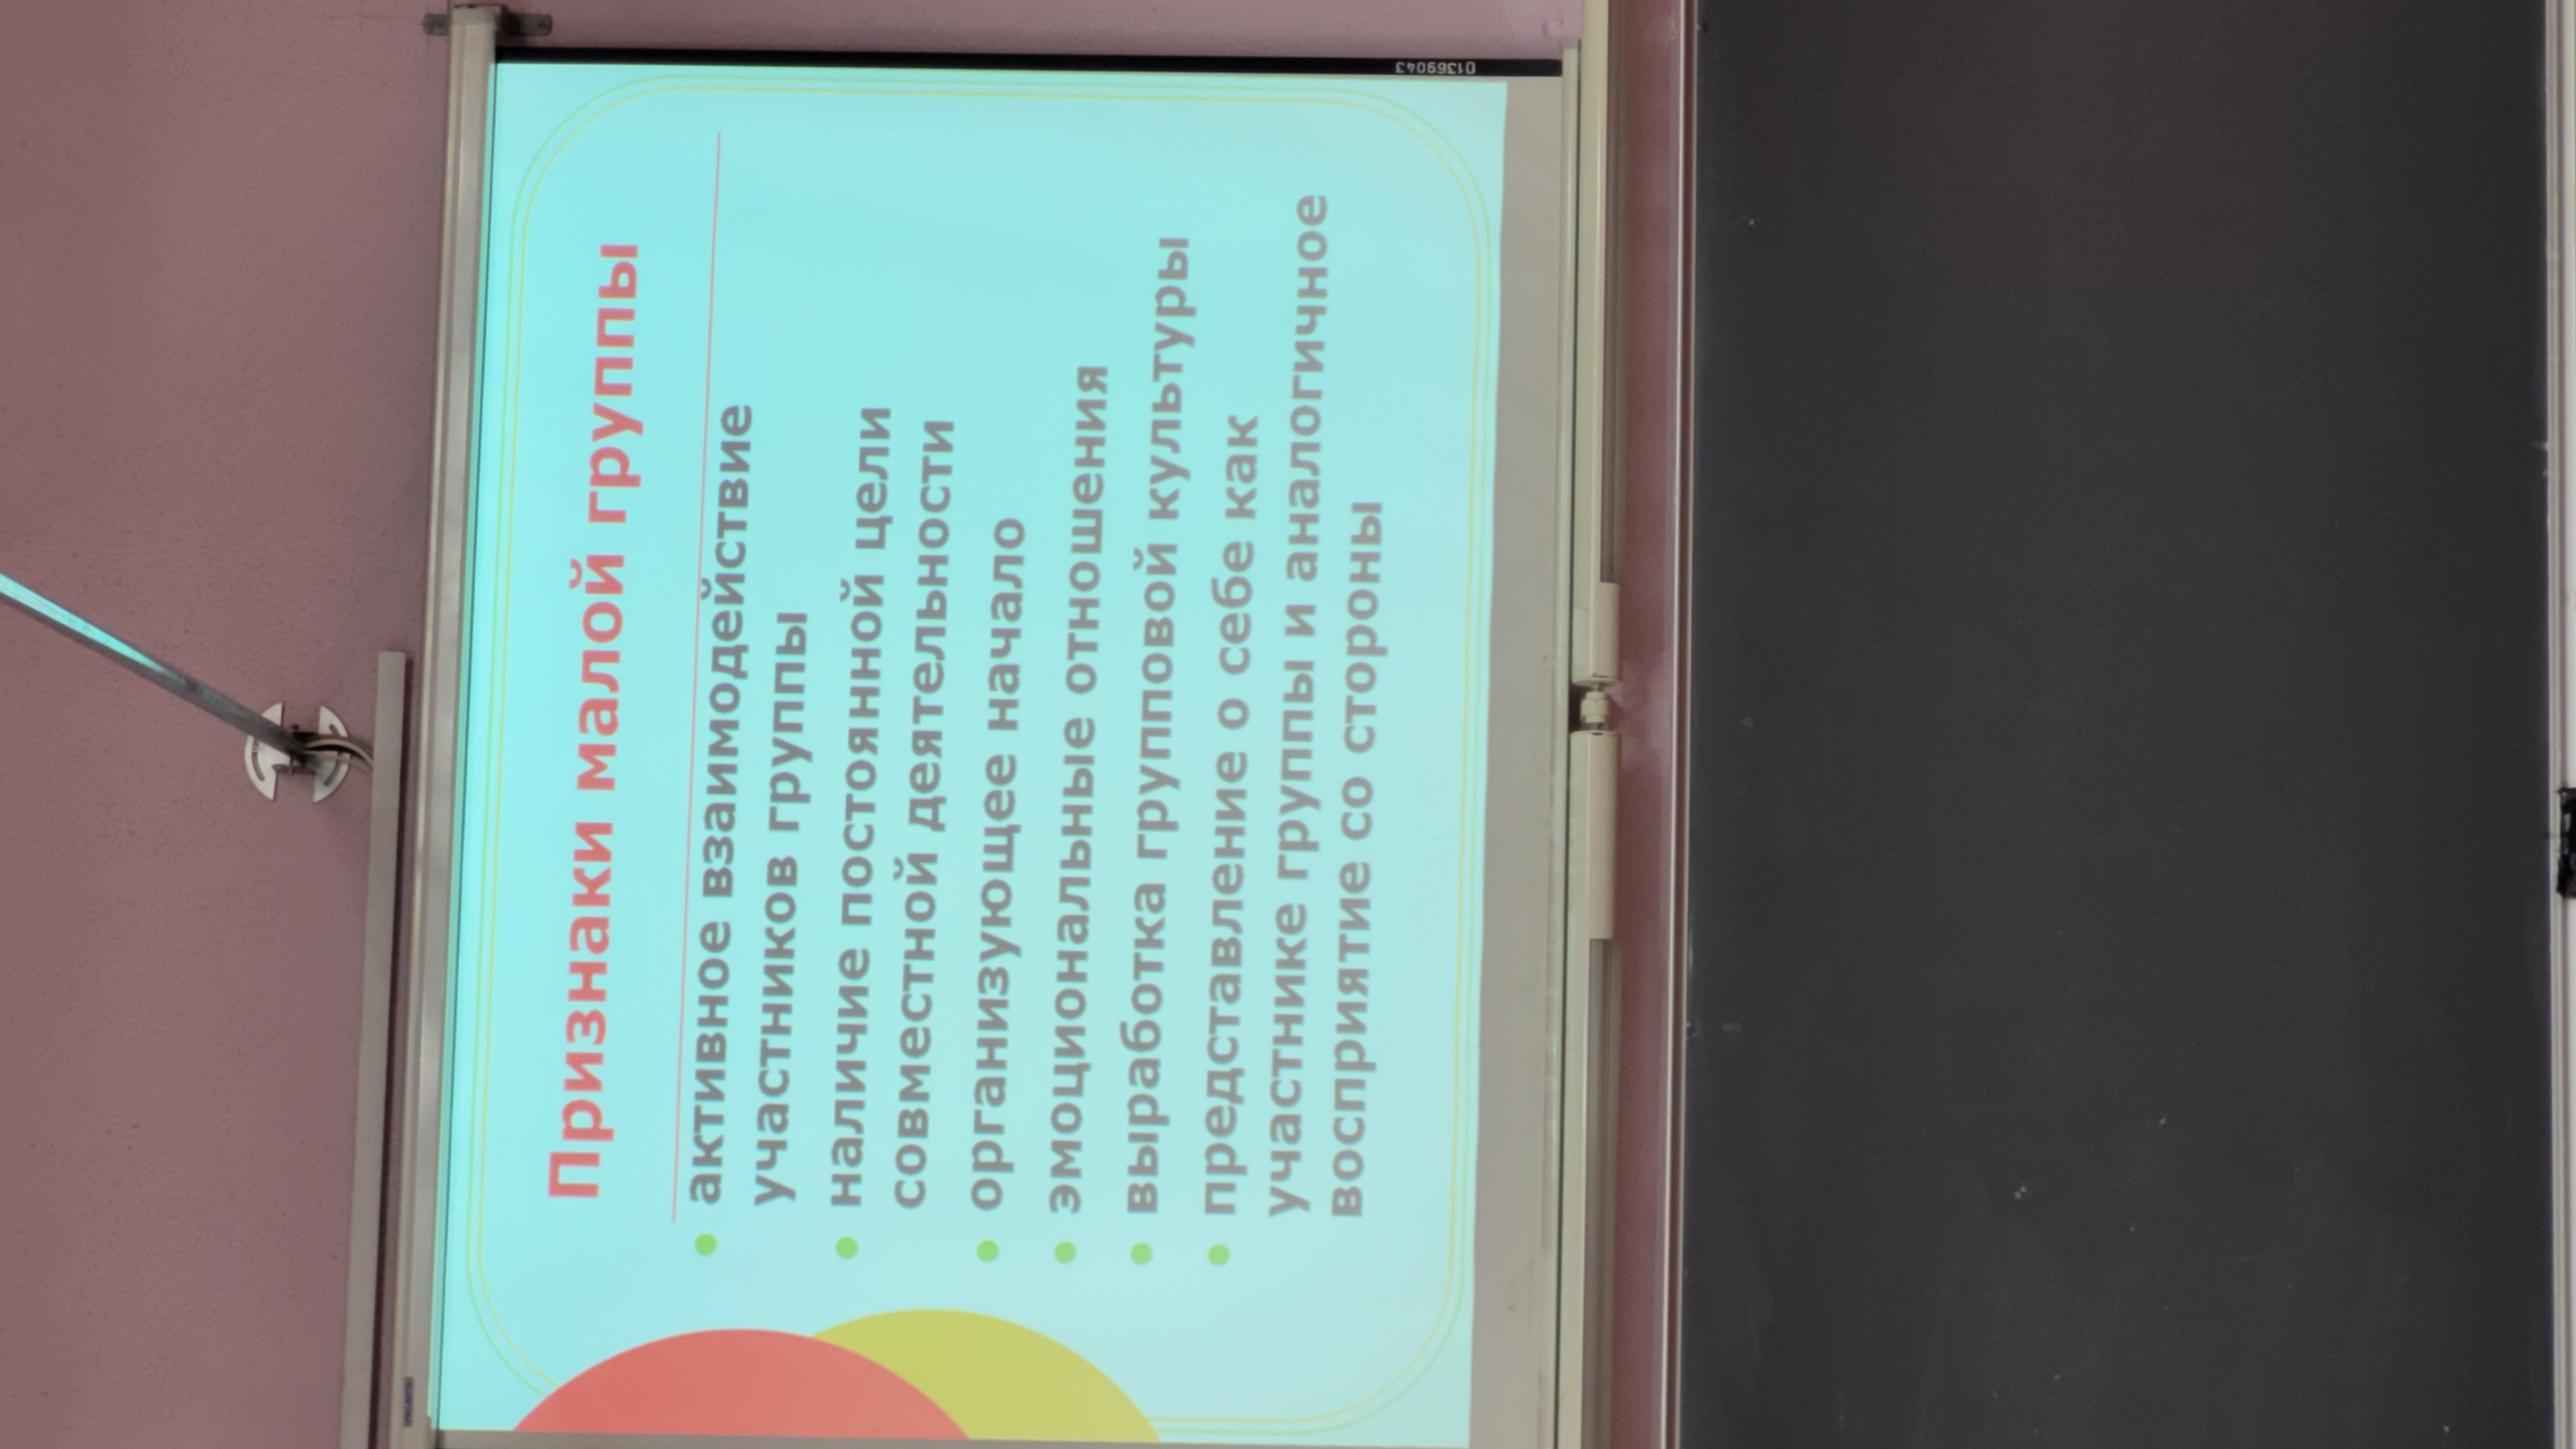 Признаки малой группы
активное взаимодействие
участников группы
наличие постоянной цели
совместной деятельности
организующее начало
эмоциональные отношения
выработка групповой культуры
представление о себе как
участнике группы и аналогичное
восприятие со стороны
01369043